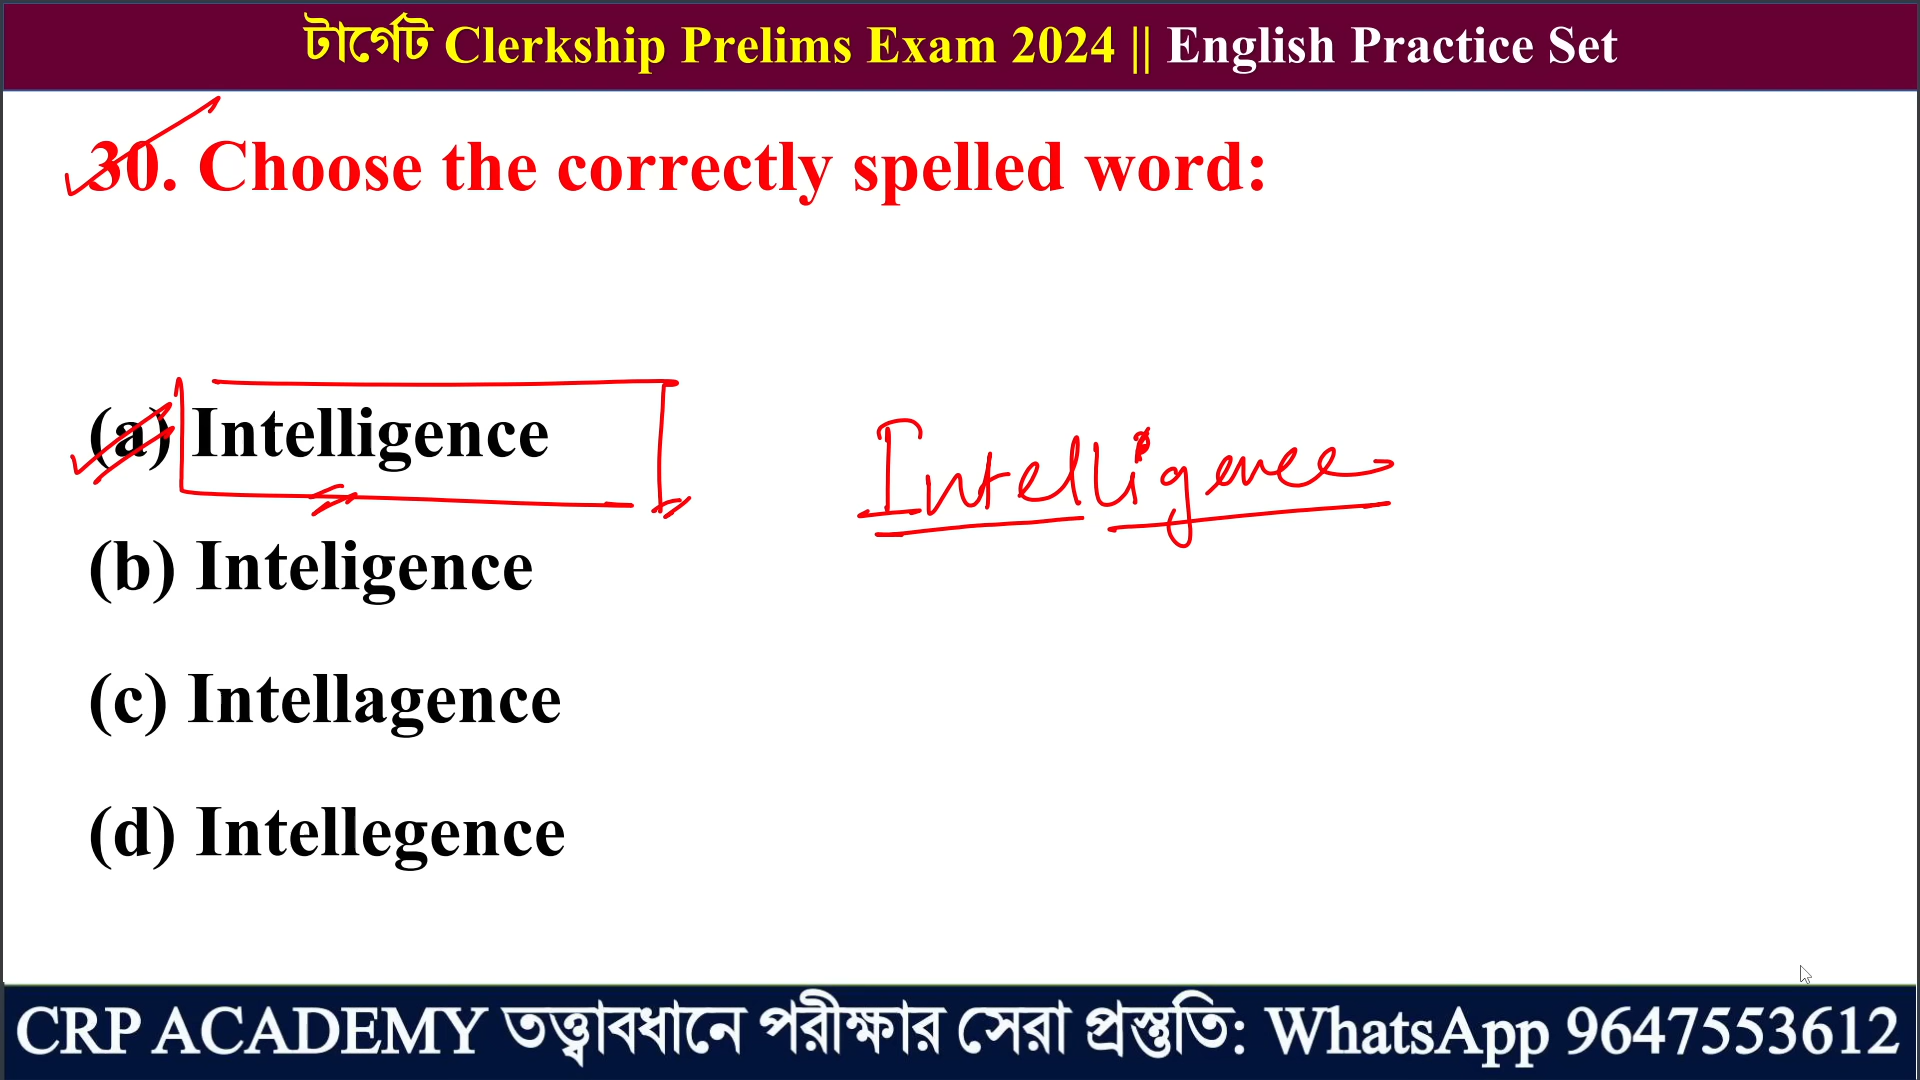 টার্গেট Clerkship Prelims Exam 2024 || English Practice Set
30. Choose the correctly spelled word:
(a) Intelligence
Intelligence
(b) Inteligence
(c) Intellagence
(d) Intellegence
CRP ACADEMY তত্ত্বাবধানে পরীক্ষার সেরা প্রস্তুতি: WhatsApp 9647553612